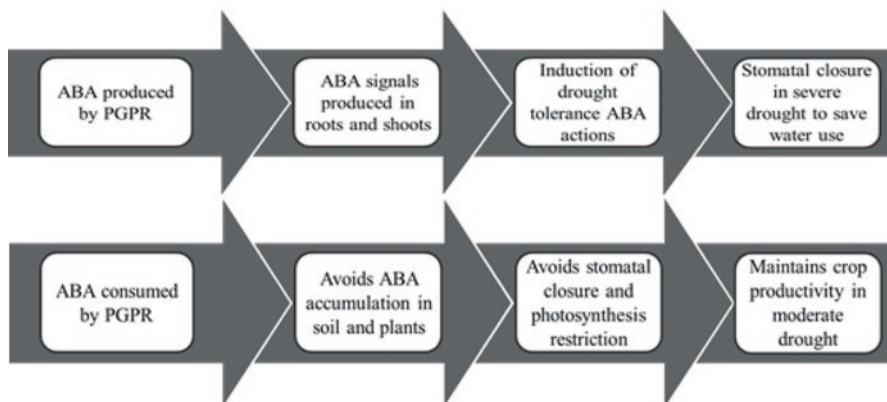 ABA produced
by PGPR
ABA signals
produced in
roots and shoots
Induction of
drought
tolerance ABA
actions
Stomatal closure
in severe
drought to save
water use
ABA consumed
by PGPR
Avoids ABA
accumulation in
soil and plants
Avoids stomatal
closure and
photosynthesis
restriction
Maintains crop
productivity in
moderate
drought